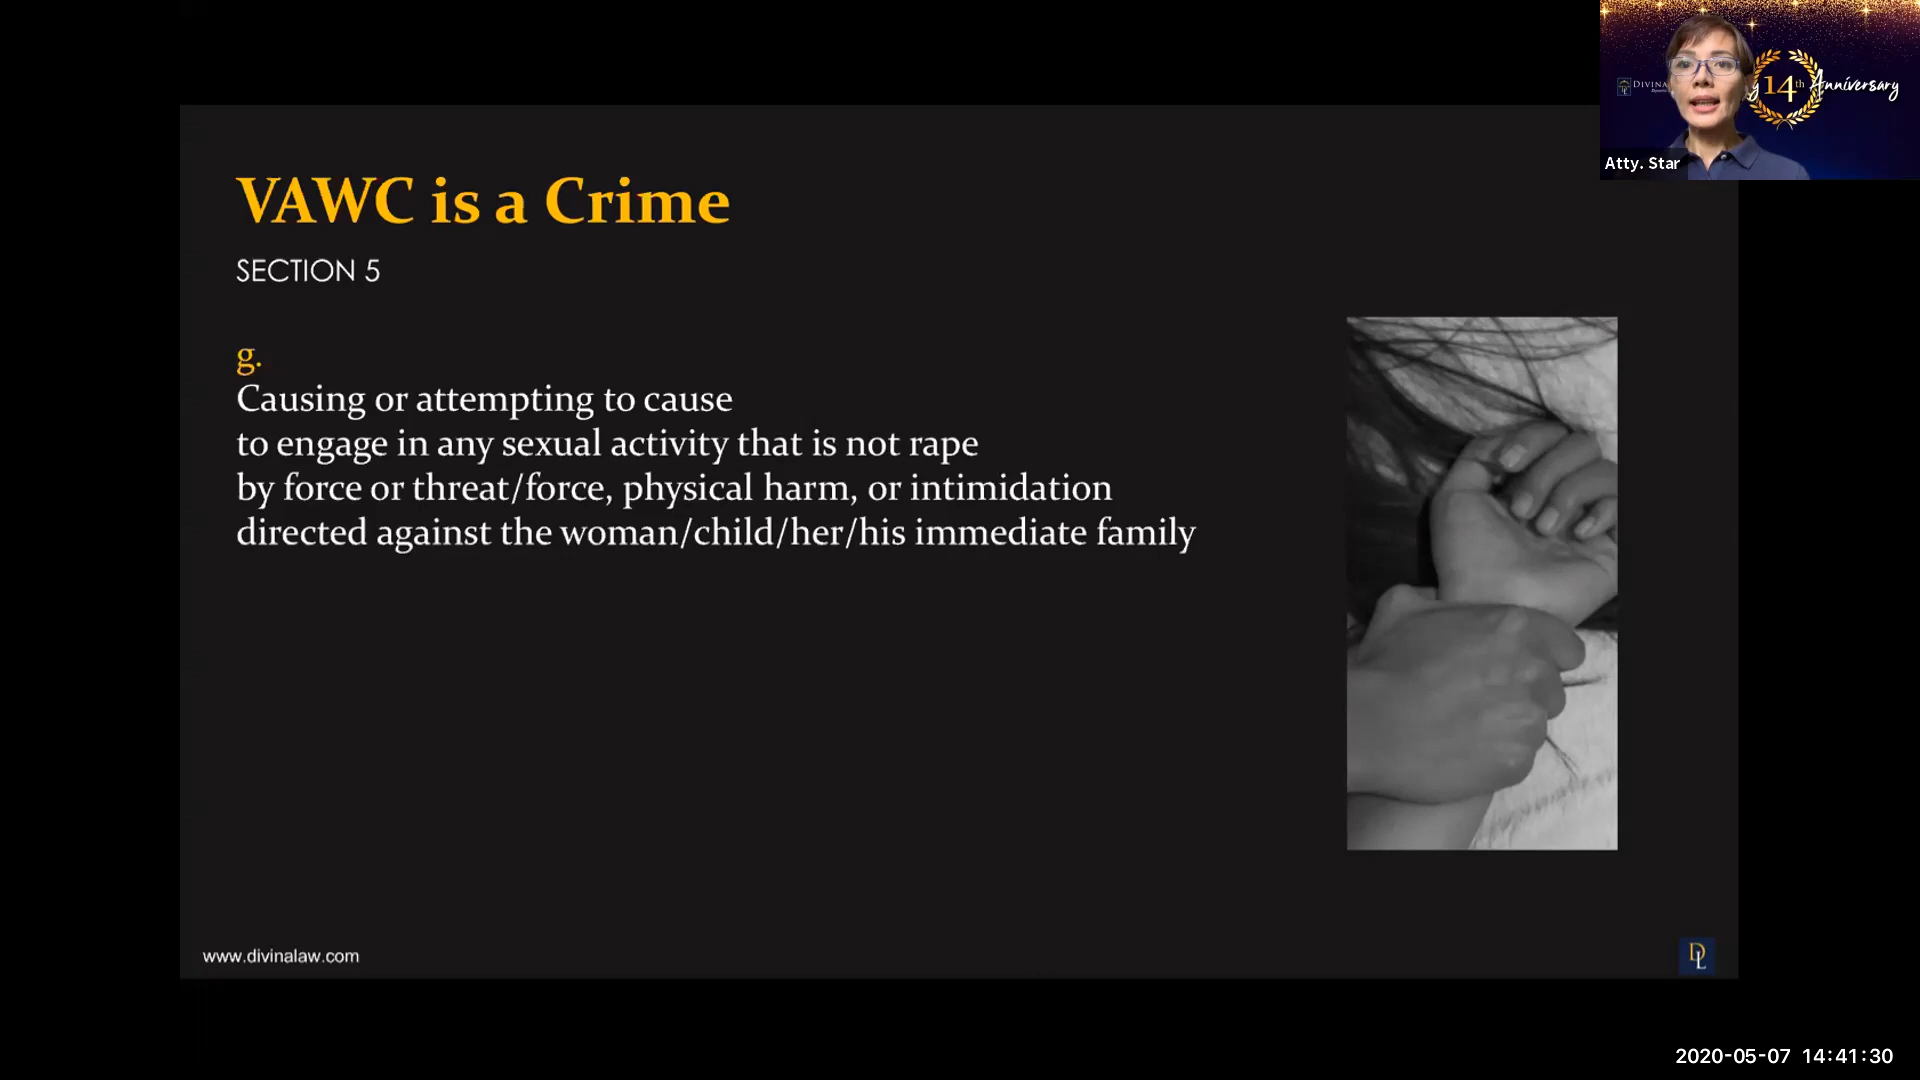 VAWC is a Crime
SECTION 5
g.
Causing or attempting to cause
to engage in any sexual activity that is not rape
by force or threat/force, physical harm, or intimidation
directed against the woman/child/her/his immediate family
www.divinalaw.com
DL
DIVINA
14th Anniversary
Atty. Star
2020-05-07 14:41:30